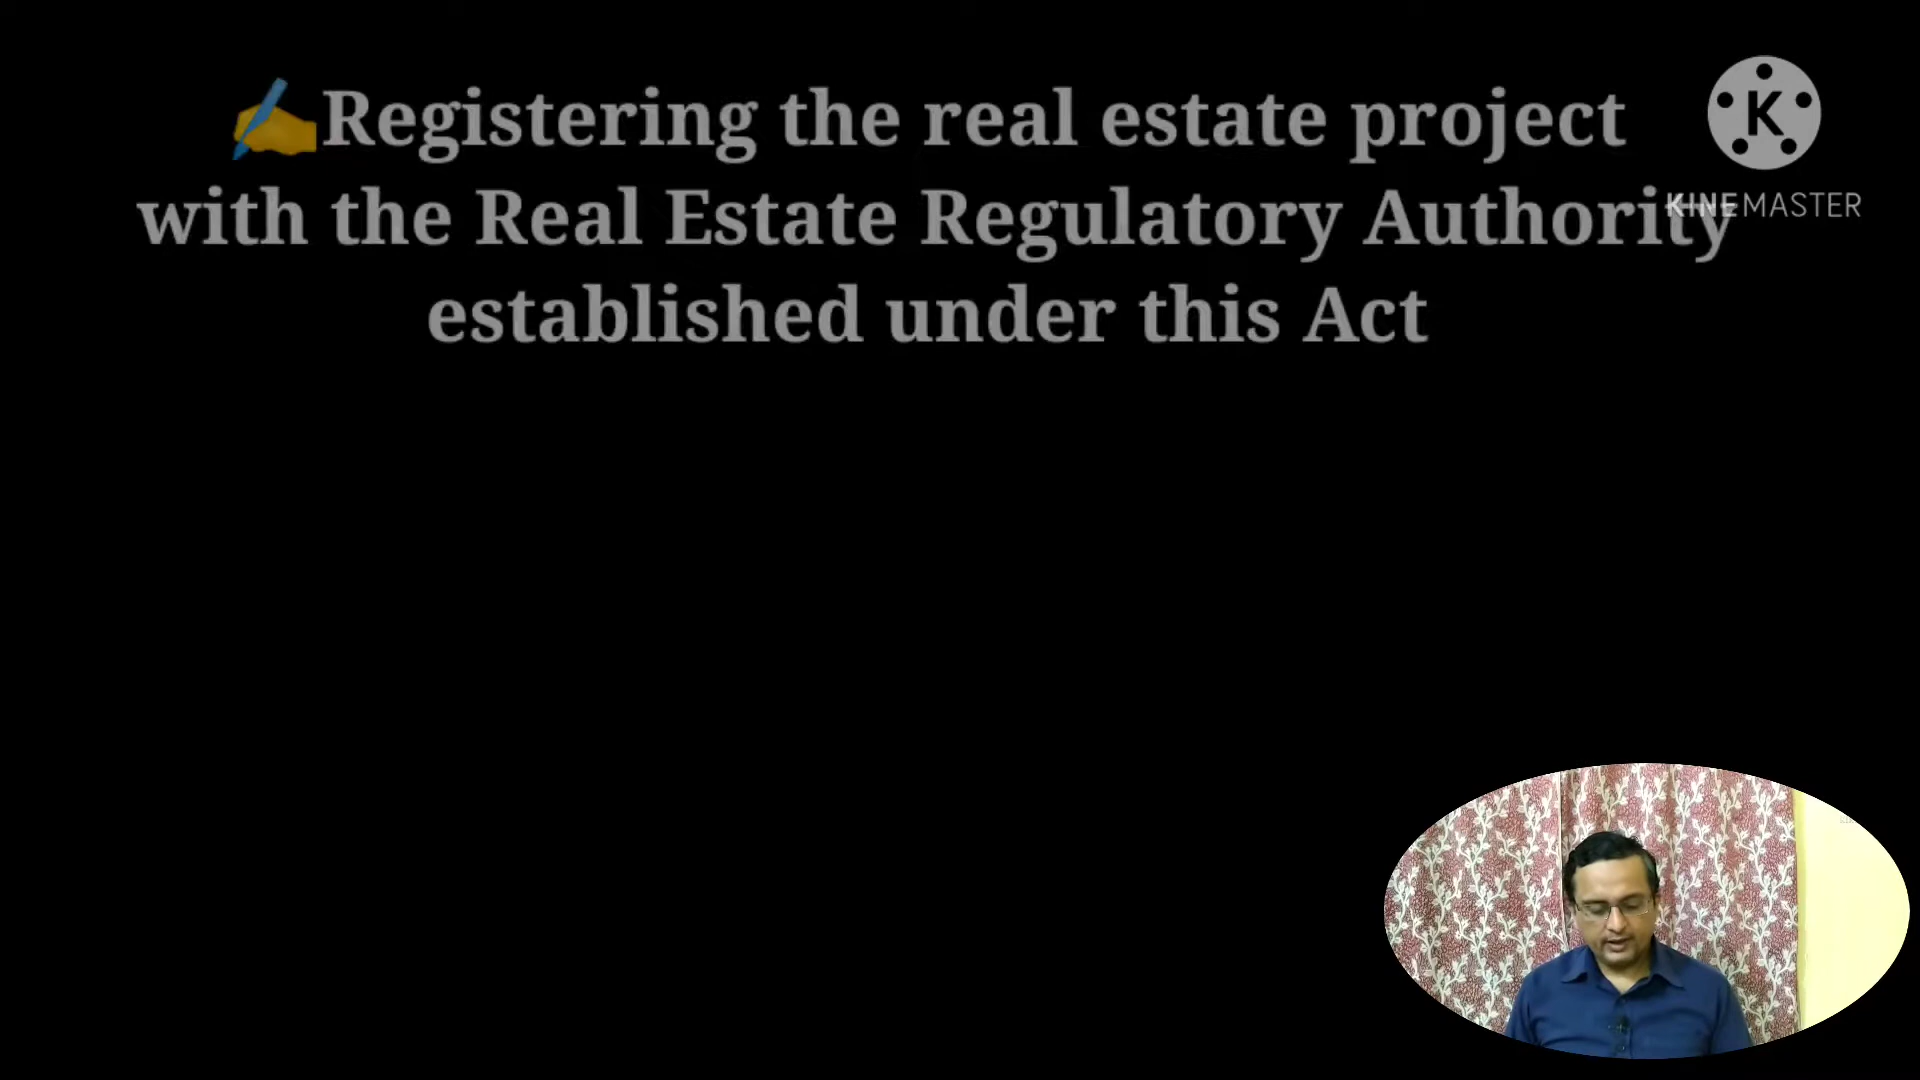 ✍Registering the real estate project
with the Real Estate Regulatory Authority
established under this Act
K
KINEMASTER